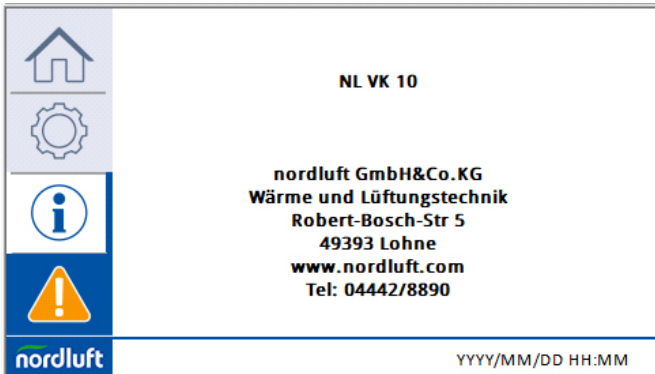 NL VK 10
nordluft GmbH&Co.KG
Wärme und Lüftungstechnik
Robert-Bosch-Str 5
49393 Lohne
www.nordluft.com
Tel: 04442/8890
nordluft
YYYY/MM/DD HH:MM